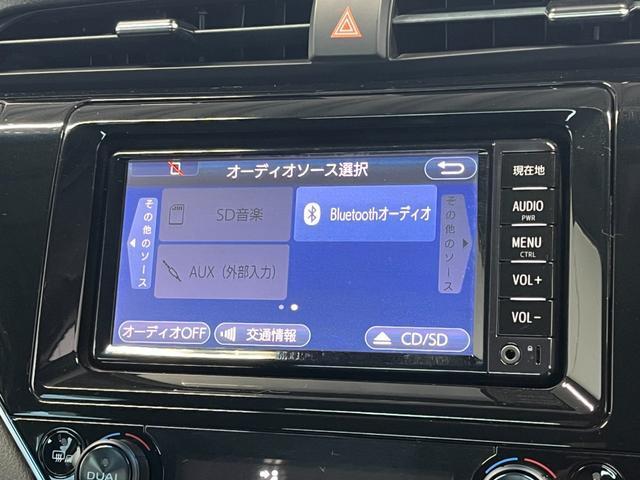 オーディオソース選択
その他のソース
SD音楽
Bluetoothオーディオ
その他のソース
AUX（外部入力）
オーディオOFF
交通情報
CD/SD
現在地
AUDIO
PWR
MENU
CTRL
VOL+
VOL-
DUAL